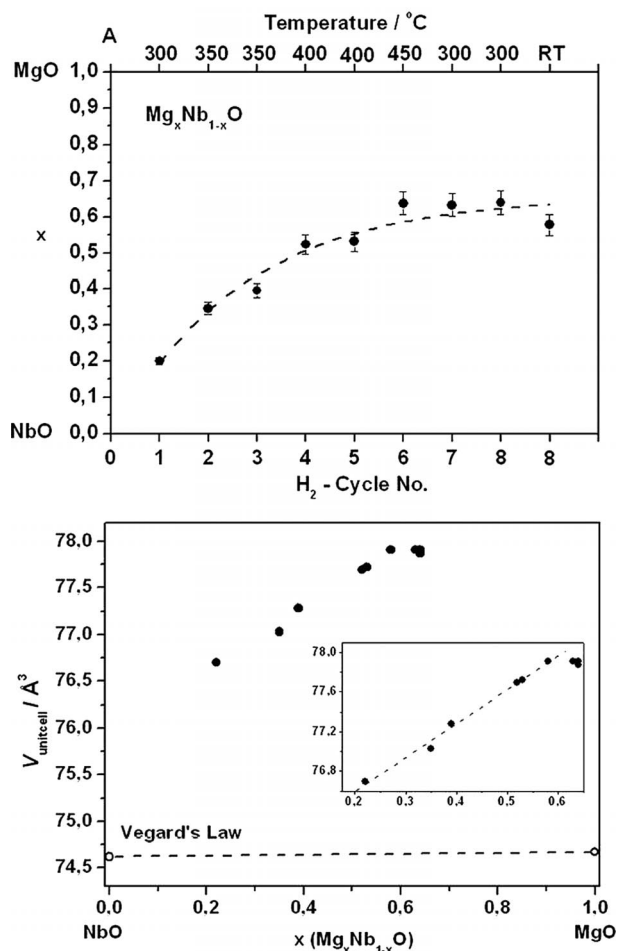 Temperature / °C
A
300 350 350 400 400 450 300 300 RT
MgO 1,0
MgₓNb₁₋ₓO
0,9
0,8
0,7
0,6
x
0,5
0,4
0,3
0,2
0,1
NbO 0,0
0 1 2 3 4 5 6 7 8 8
H₂ - Cycle No.
78.0
77.5
77.0
76.5
76.0
75.5
75.0
74.5
V unitcell / Å³
78.0
77.6
77.2
76.8
0.2 0.3 0.4 0.5 0.6
Vegard's Law
0.0 0,2 0,4 0,6 0,8 1.0
NbO x (MgₓNb₁₋ₓO) MgO